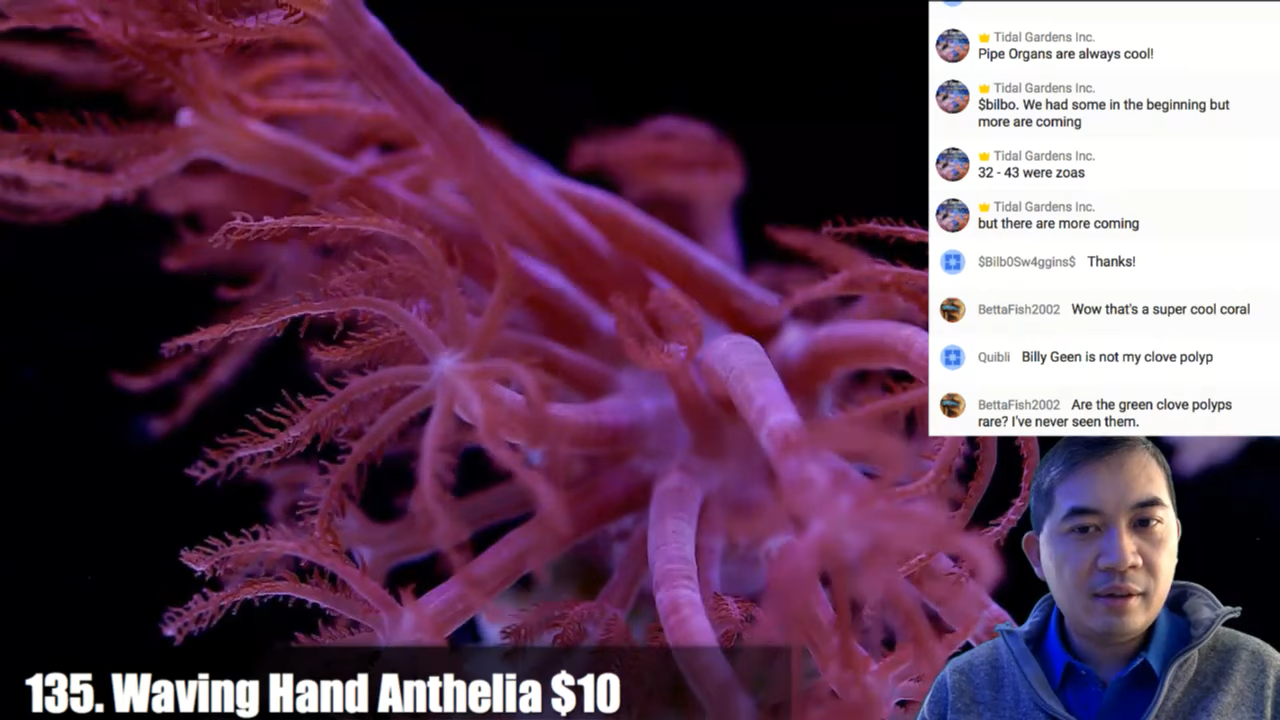 Tidal Gardens Inc.
Pipe Organs are always cool!
Tidal Gardens Inc.
$bilbo. We had some in the beginning but
more are coming
Tidal Gardens Inc.
32 - 43 were zoas
Tidal Gardens Inc.
but there are more coming
$Bilb0Sw4ggins$ Thanks!
BettaFish2002 Wow that's a super cool coral
Quibli Billy Geen is not my clove polyp
BettaFish2002 Are the green clove polyps
rare? I've never seen them.
135. Waving Hand Anthelia $10